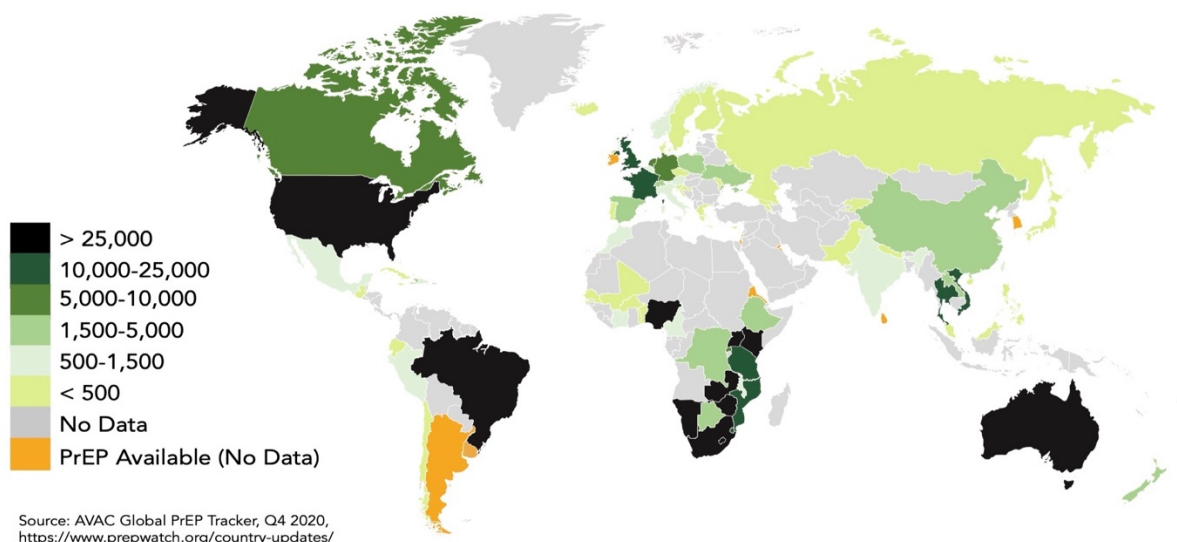 > 25,000
10,000-25,000
5,000-10,000
1,500-5,000
500-1,500
< 500
No Data
PrEP Available (No Data)
Source: AVAC Global PrEP Tracker, Q4 2020,
https://www.prepwatch.org/country-updates/